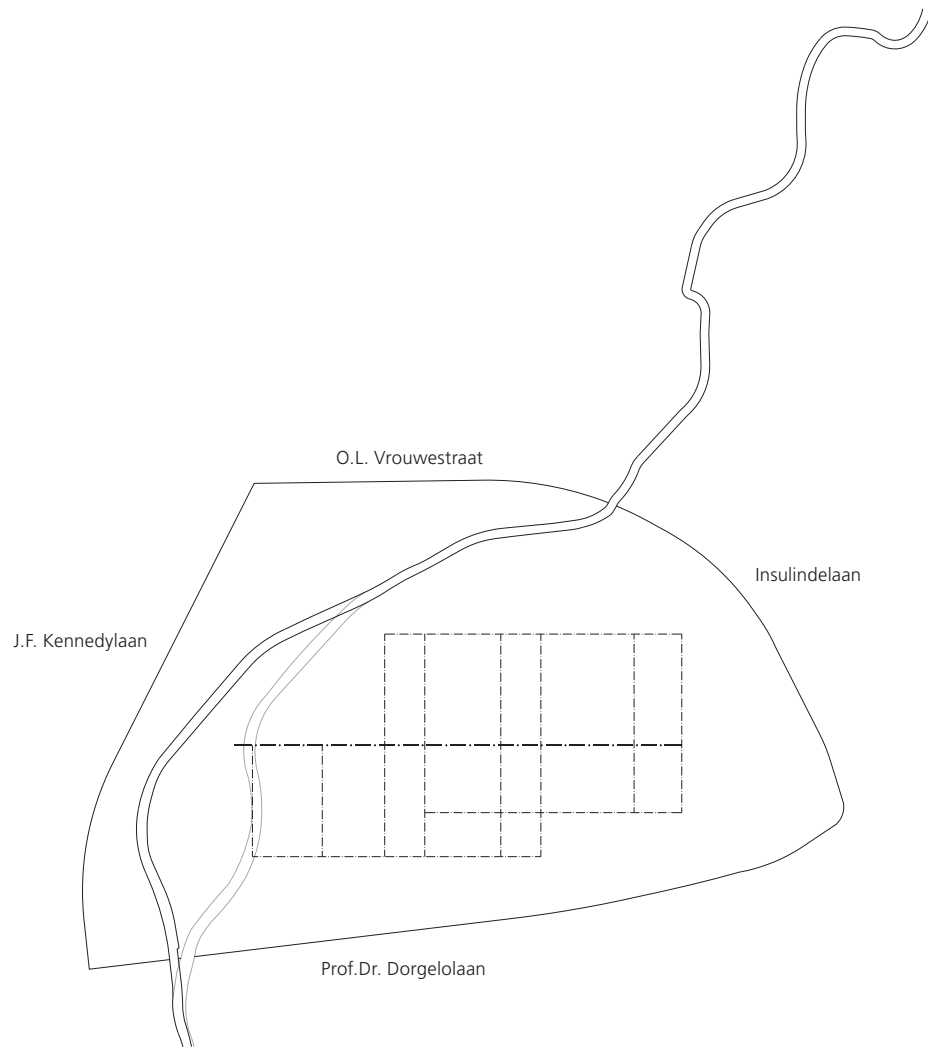 O.L. Vrouwestraat
Insulindelaan
J.F. Kennedylaan
Prof.Dr. Dorgelolaan